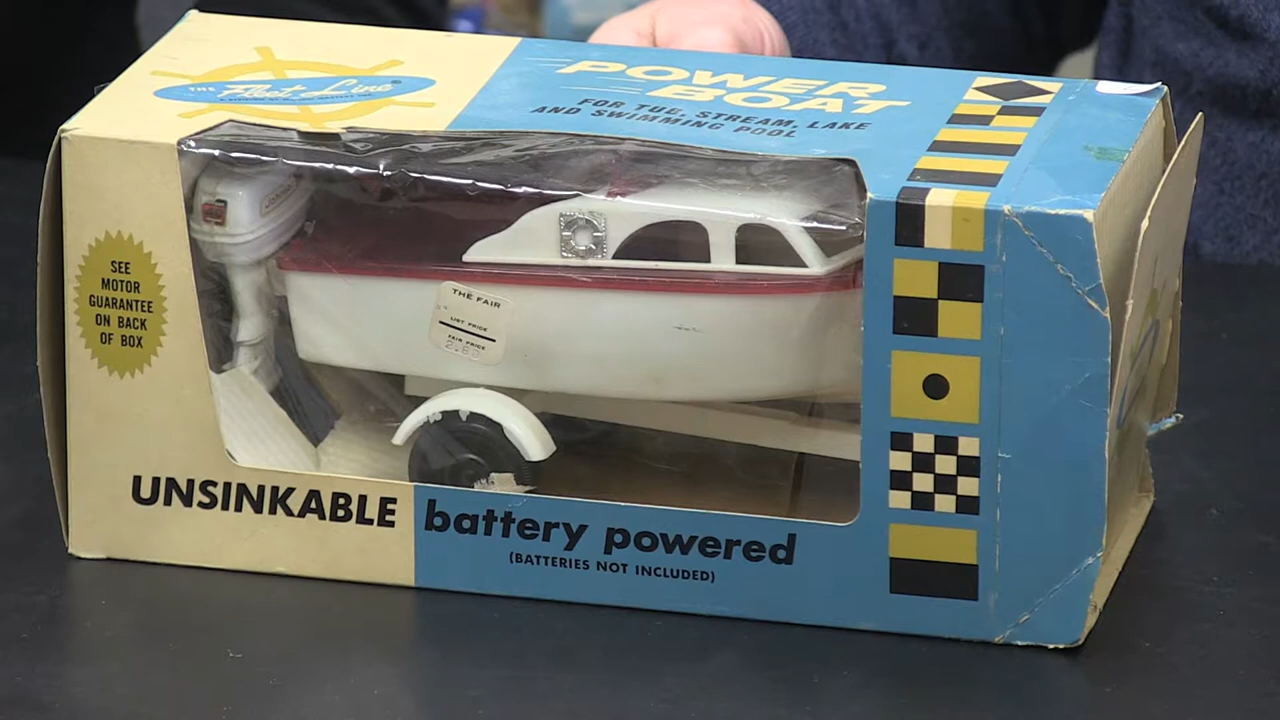 THE Fleet Line
POWER
BOAT
FOR TUB, STREAM, LAKE
AND SWIMMING POOL
SEE
MOTOR
GUARANTEE
ON BACK
OF BOX
Johnson
THE FAIR
LIST PRICE
FAIR PRICE
UNSINKABLE
battery powered
(BATTERIES NOT INCLUDED)